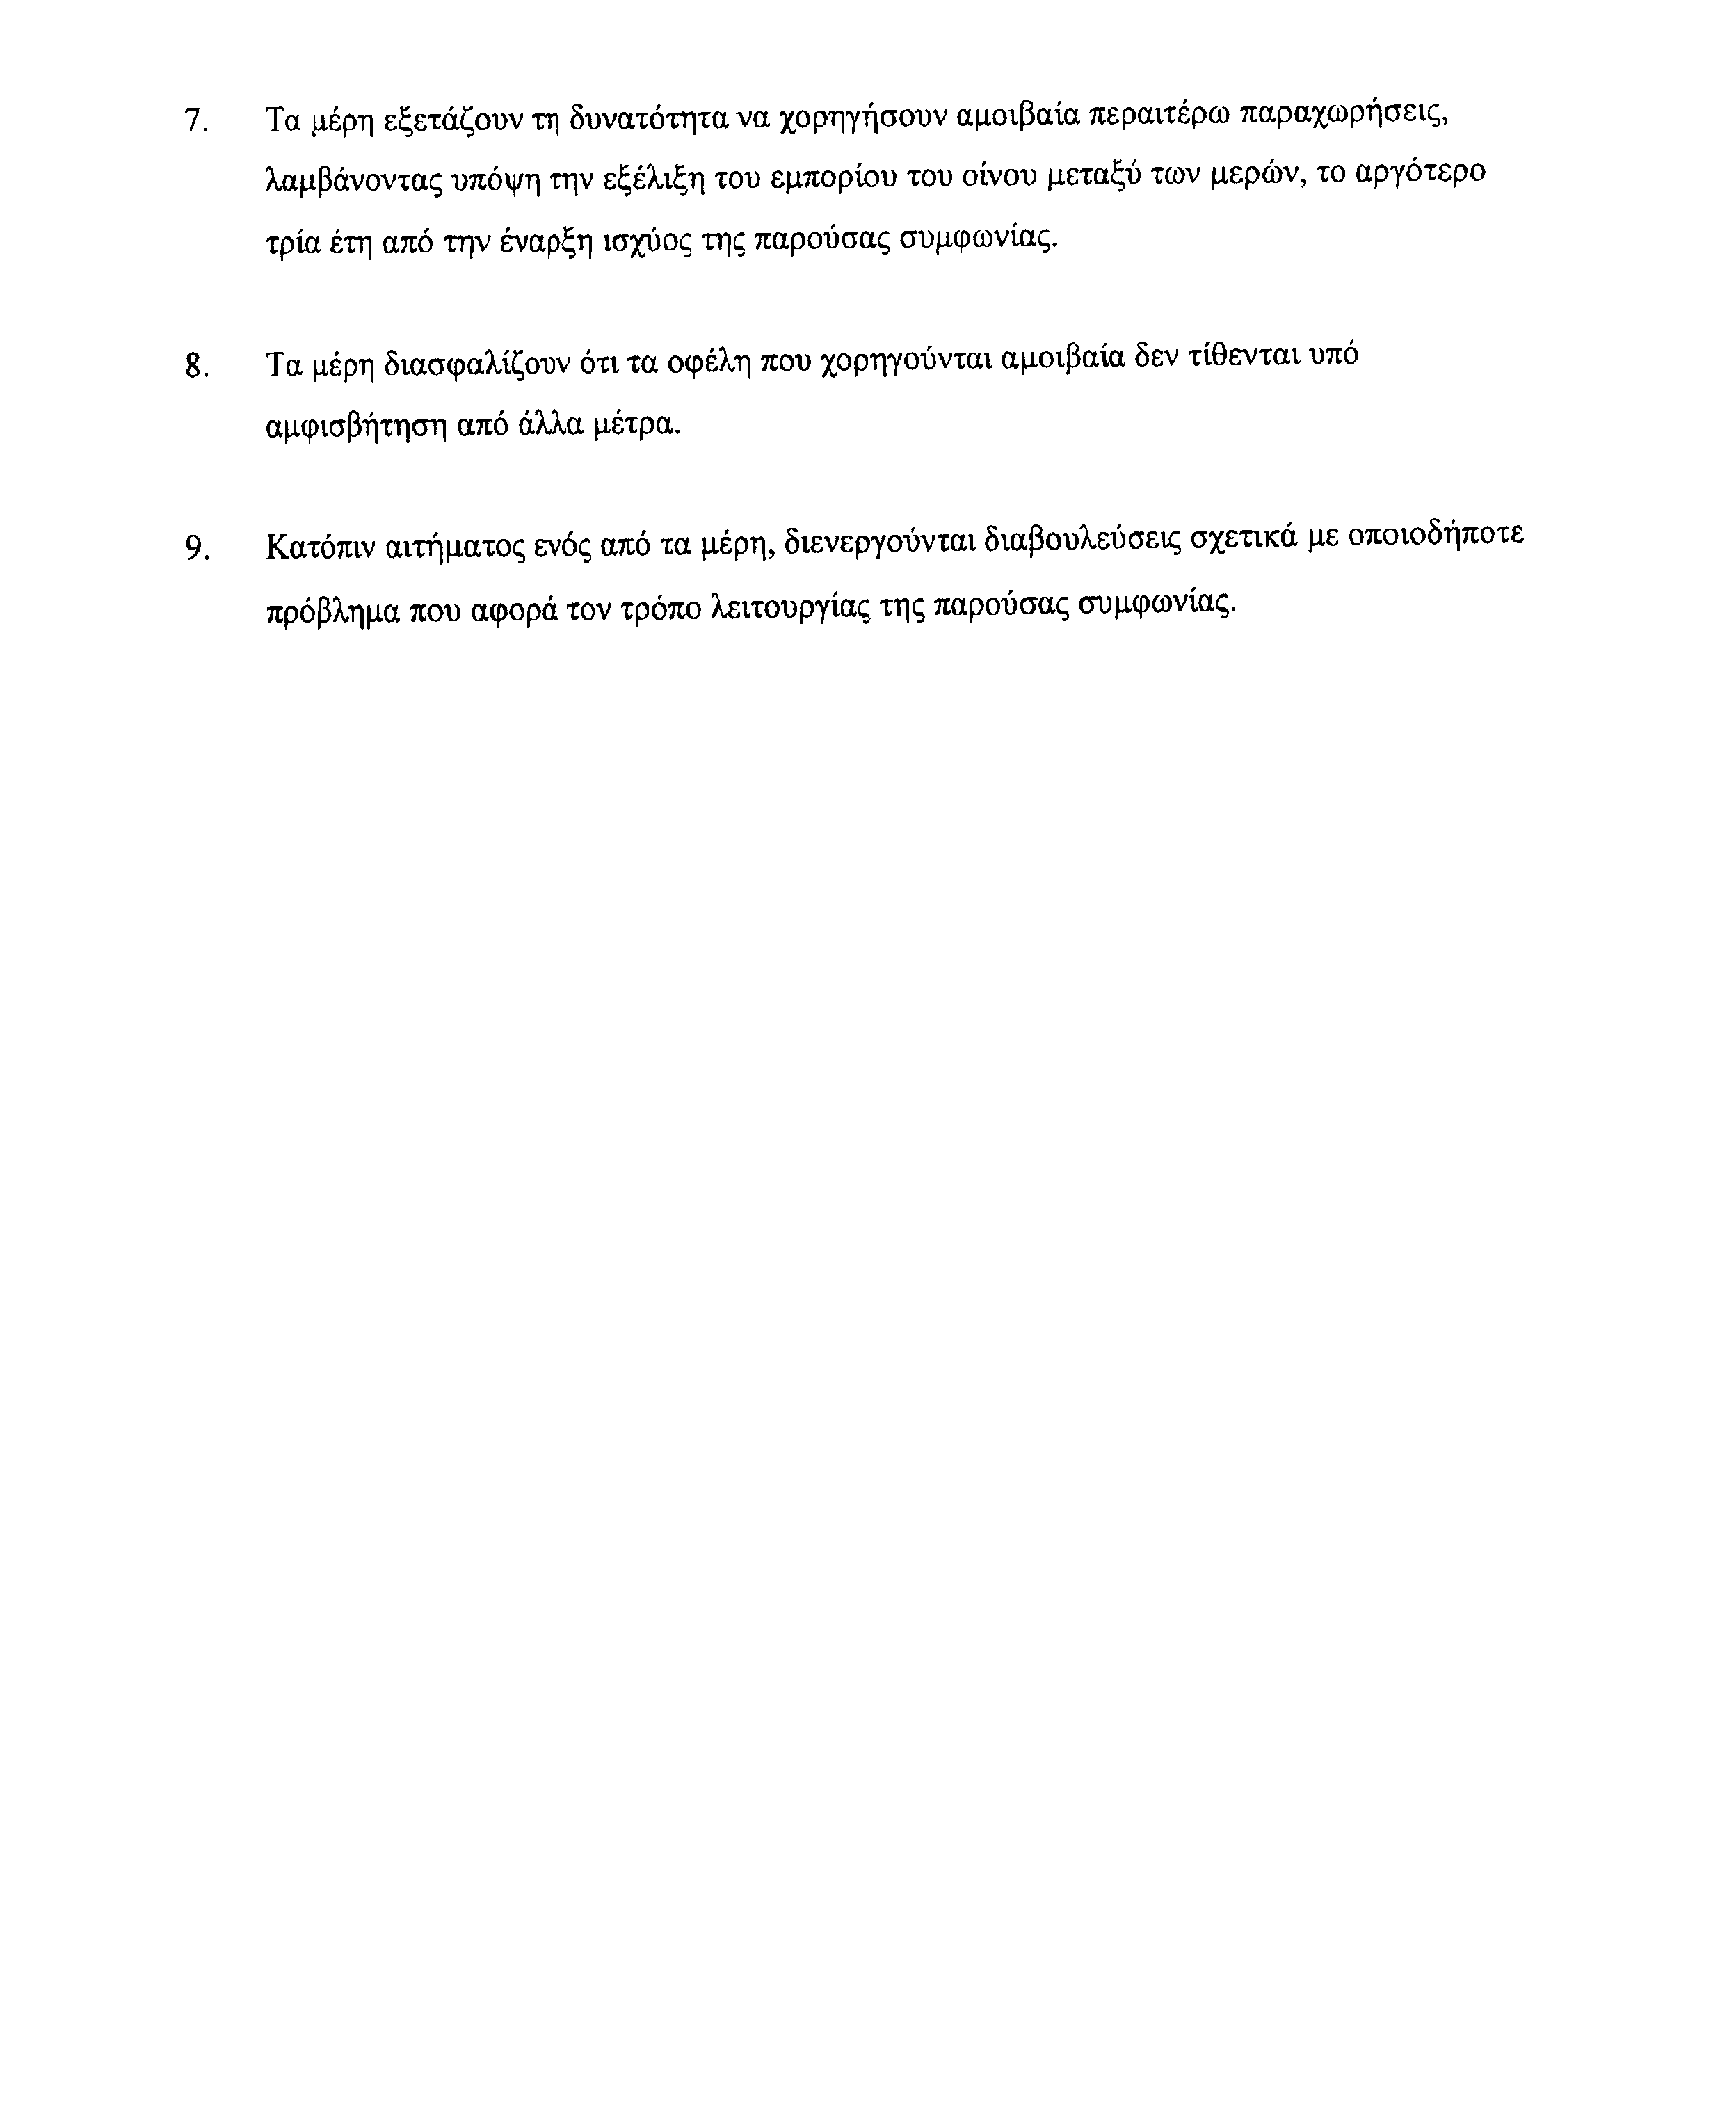 7. Τα μέρη εξετάζουν τη δυνατότητα να χορηγήσουν αμοιβαία περαιτέρω παραχωρήσεις,
λαμβάνοντας υπόψη την εξέλιξη του εμπορίου του οίνου μεταξύ των μερών, το αργότερο
τρία έτη από την έναρξη ισχύος της παρούσας συμφωνίας.
8. Τα μέρη διασφαλίζουν ότι τα οφέλη που χορηγούνται αμοιβαία δεν τίθενται υπό
αμφισβήτηση από άλλα μέτρα.
9. Κατόπιν αιτήματος ενός από τα μέρη, διενεργούνται διαβουλεύσεις σχετικά με οποιοδήποτε
πρόβλημα που αφορά τον τρόπο λειτουργίας της παρούσας συμφωνίας.